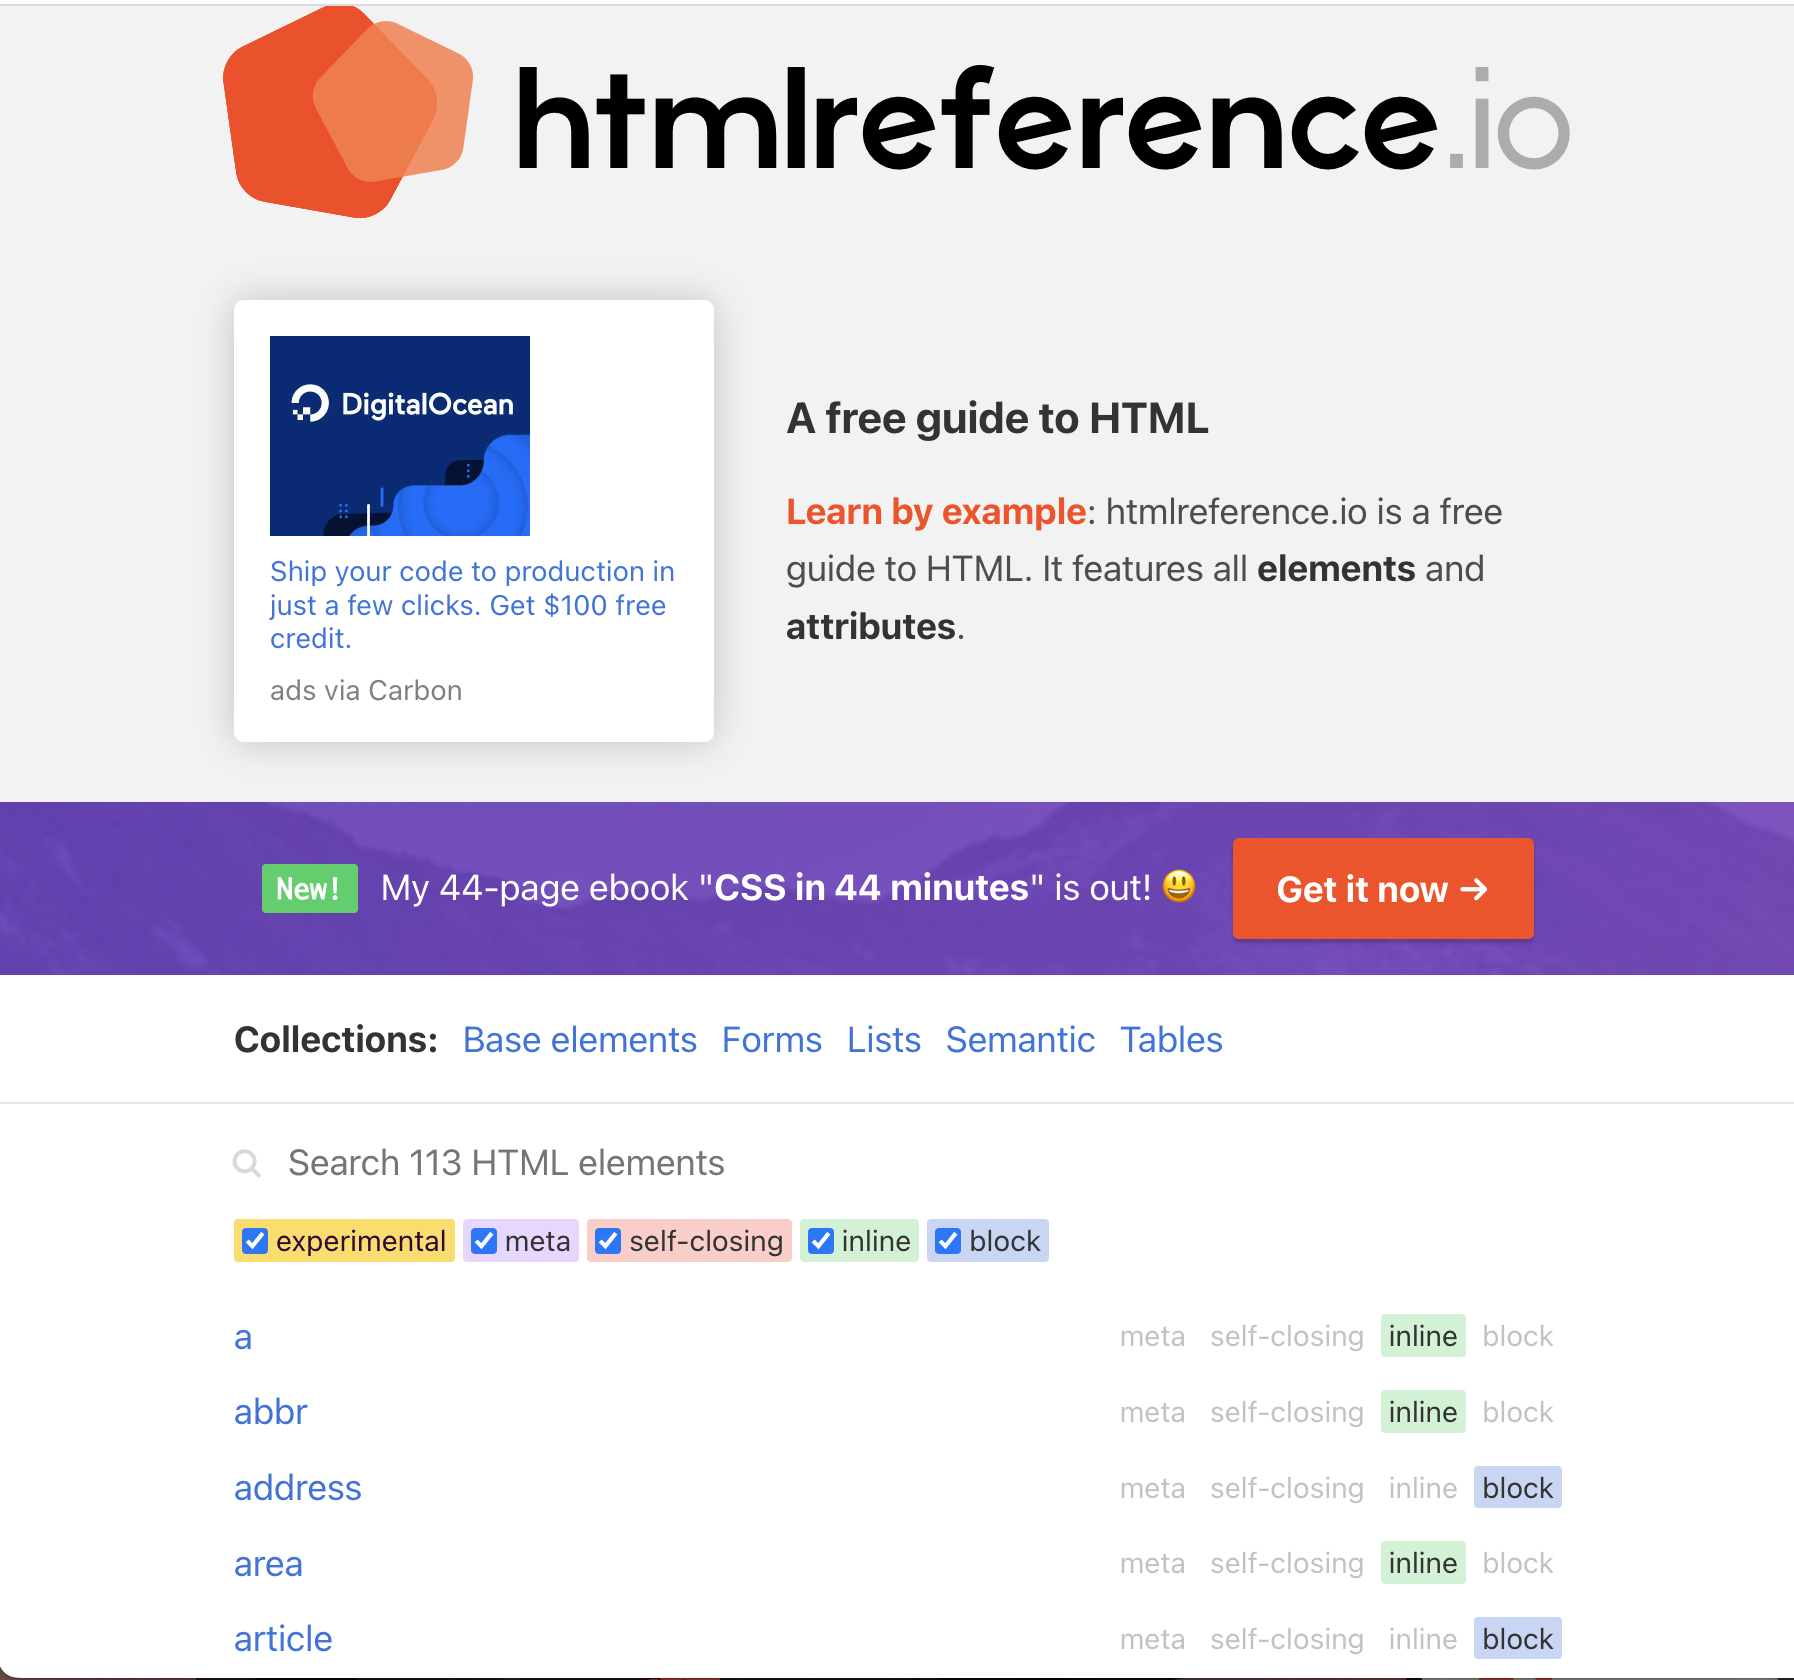 htmlreference.io
DigitalOcean
Ship your code to production in
just a few clicks. Get $100 free
credit.
ads via Carbon
A free guide to HTML
Learn by example: htmlreference.io is a free
guide to HTML. It features all elements and
attributes.
New! My 44-page ebook "CSS in 44 minutes" is out! 😃 Get it now →
Collections: Base elements Forms Lists Semantic Tables
Search 113 HTML elements
experimental meta self-closing inline block
a meta self-closing inline block
abbr meta self-closing inline block
address meta self-closing inline block
area meta self-closing inline block
article meta self-closing inline block